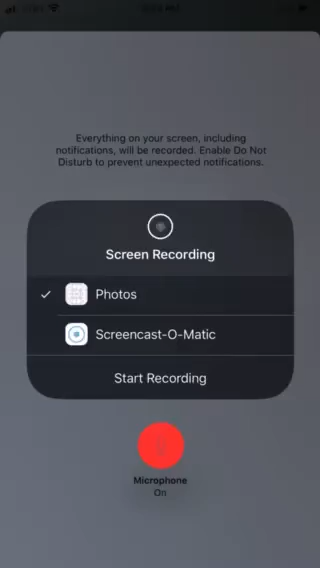 Everything on your screen, including
notifications, will be recorded. Enable Do Not
Disturb to prevent unexpected notifications.
Screen Recording
Photos
Screencast-O-Matic
Start Recording
Microphone
On